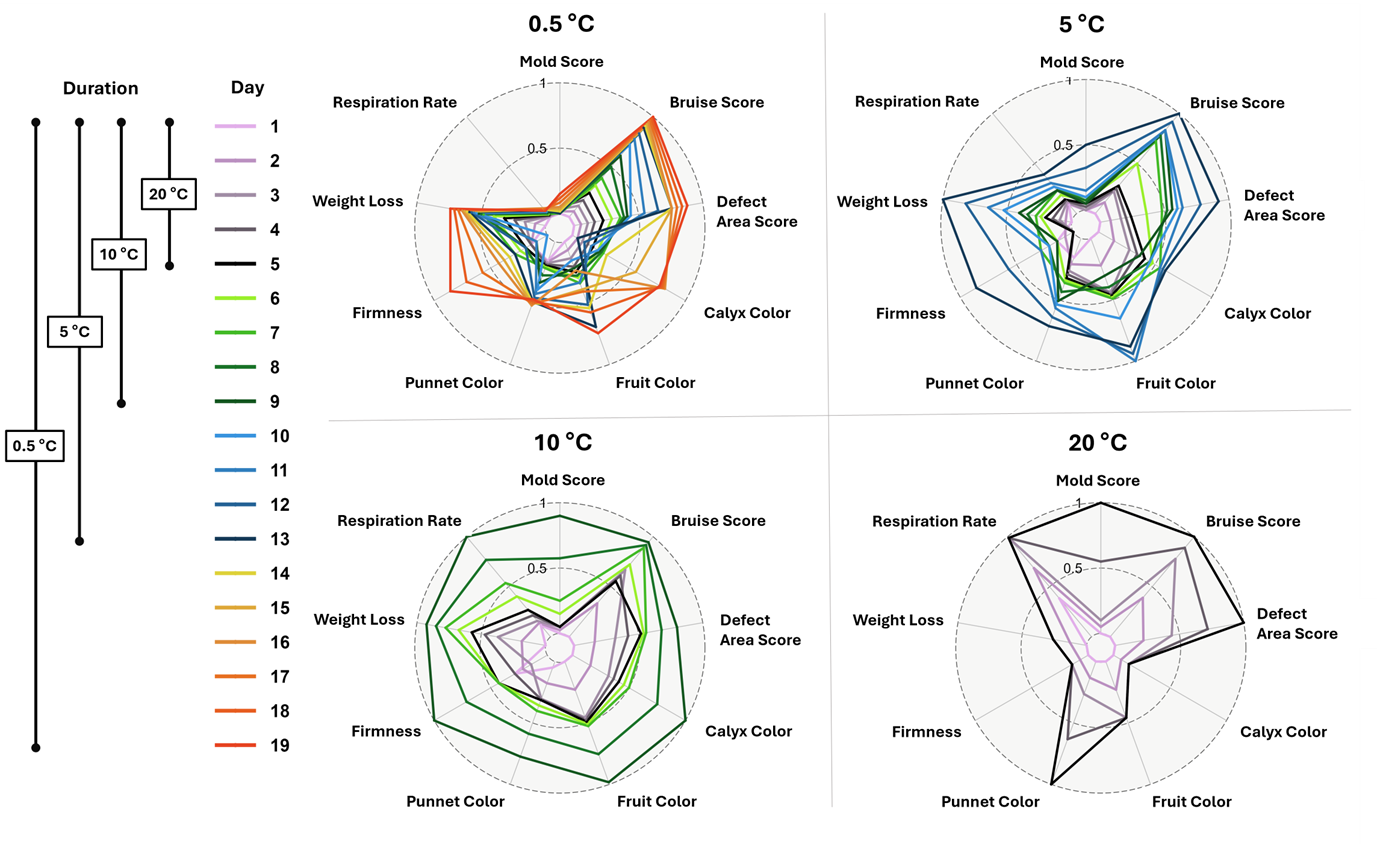 Duration
Day
20 °C
10 °C
5 °C
0.5 °C
1
2
3
4
5
6
7
8
9
10
11
12
13
14
15
16
17
18
19
0.5 °C
Mold Score
1
Respiration Rate
Bruise Score
0.5
Weight Loss
Defect
Area Score
Firmness
Calyx Color
Punnet Color
Fruit Color
5 °C
Mold Score
1
Respiration Rate
Bruise Score
0.5
Weight Loss
Defect
Area Score
Firmness
Calyx Color
Punnet Color
Fruit Color
10 °C
Mold Score
1
Respiration Rate
Bruise Score
0.5
Weight Loss
Defect
Area Score
Firmness
Calyx Color
Punnet Color
Fruit Color
20 °C
Mold Score
1
Respiration Rate
Bruise Score
0.5
Weight Loss
Defect
Area Score
Firmness
Calyx Color
Punnet Color
Fruit Color